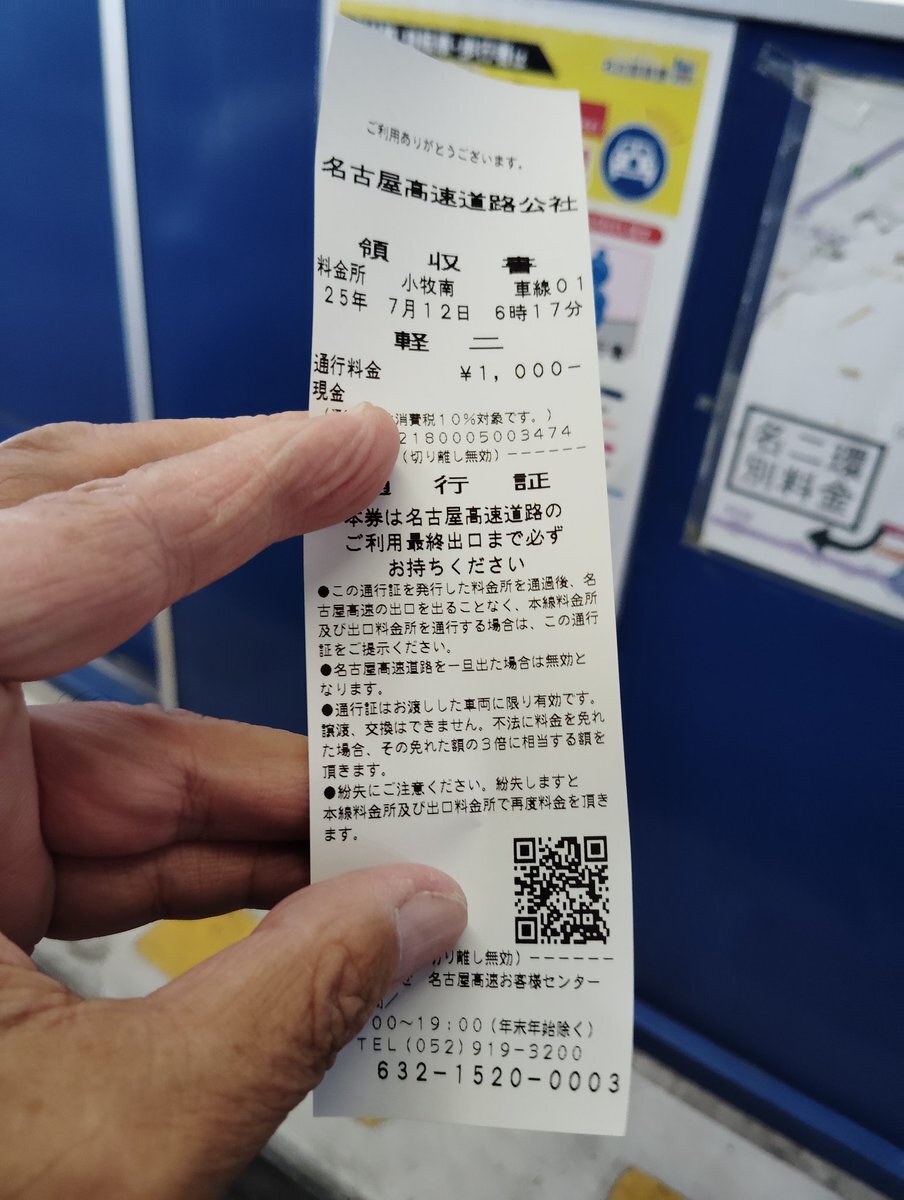 ご利用ありがとうございます。
名古屋高速道路公社
領 収 書
料金所 小牧南 車線01
25年 7月12日 6時17分
軽 二
通行料金 ¥1,000-
現金
消費税10%対象です。)
2180005003474
(切り離し無効)------
行 証
本券は名古屋高速道路の
ご利用最終出口まで必ず
お持ちください
●この通行証を発行した料金所を通過後、名
古屋高速の出口を出ることなく、本線料金所
及び出口料金所を通行する場合は、この通行
証をご提示ください。
●名古屋高速道路を一旦出た場合は無効と
なります。
●通行証はお渡しした車両に限り有効です。
譲渡、交換はできません。不法に料金を免れ
た場合、その免れた額の3倍に相当する額を
頂きます。
●紛失にご注意ください。紛失しますと
本線料金所及び出口料金所で再度料金を頂き
ます。
り離し無効)------
名古屋高速お客様センター
00~19:00(年末年始除く)
TEL(052)919-3200
632-1520-0003
名二環
別料金